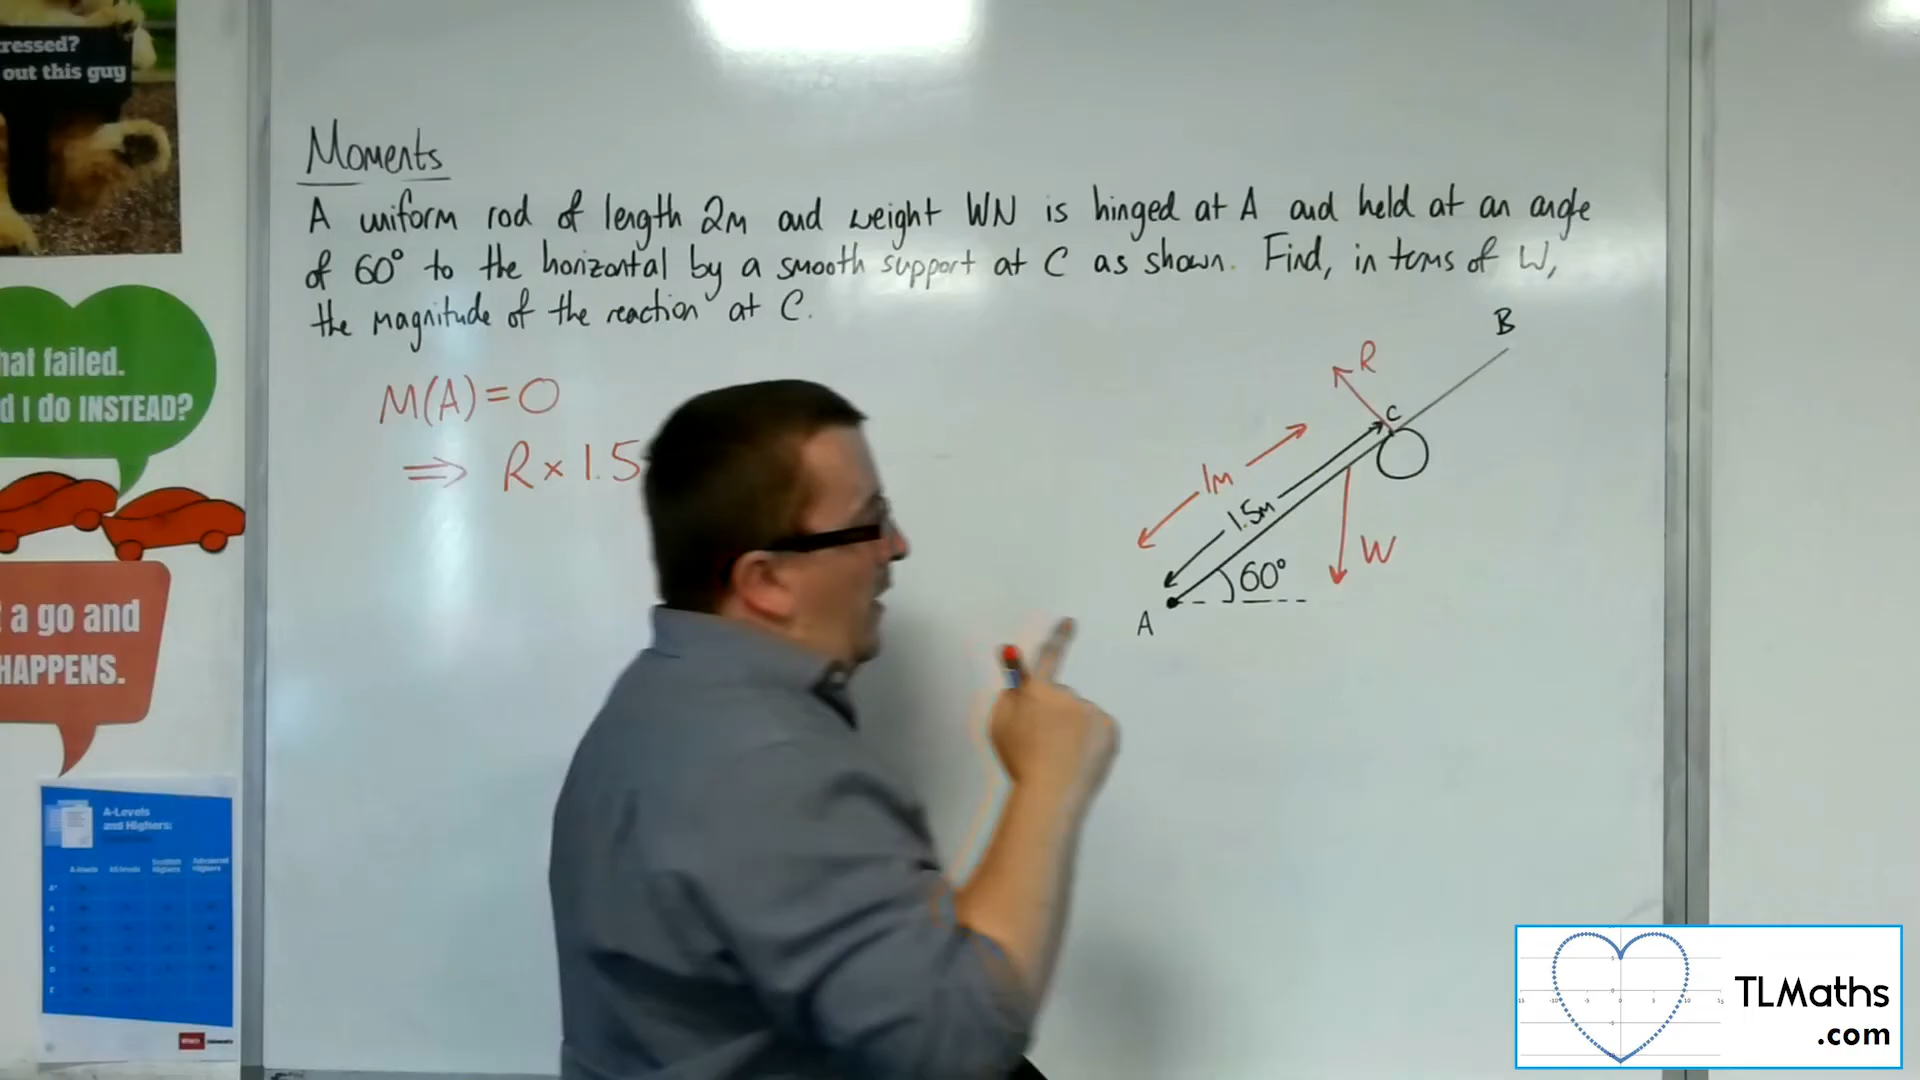 ressed?
out this guy
hat failed.
d I do INSTEAD?
a go and
HAPPENS.
A-Levels
and Highers:
Moments
A uniform rod of length 2m and weight WN is hinged at A and held at an angle
of 60° to the horizontal by a smooth support at C as shown. Find, in terms of W,
the magnitude of the reaction at C.
M(A)=0
⇒ R×1.5
B
R
C
1m
1.5m
W
60°
A
TLMaths
.com